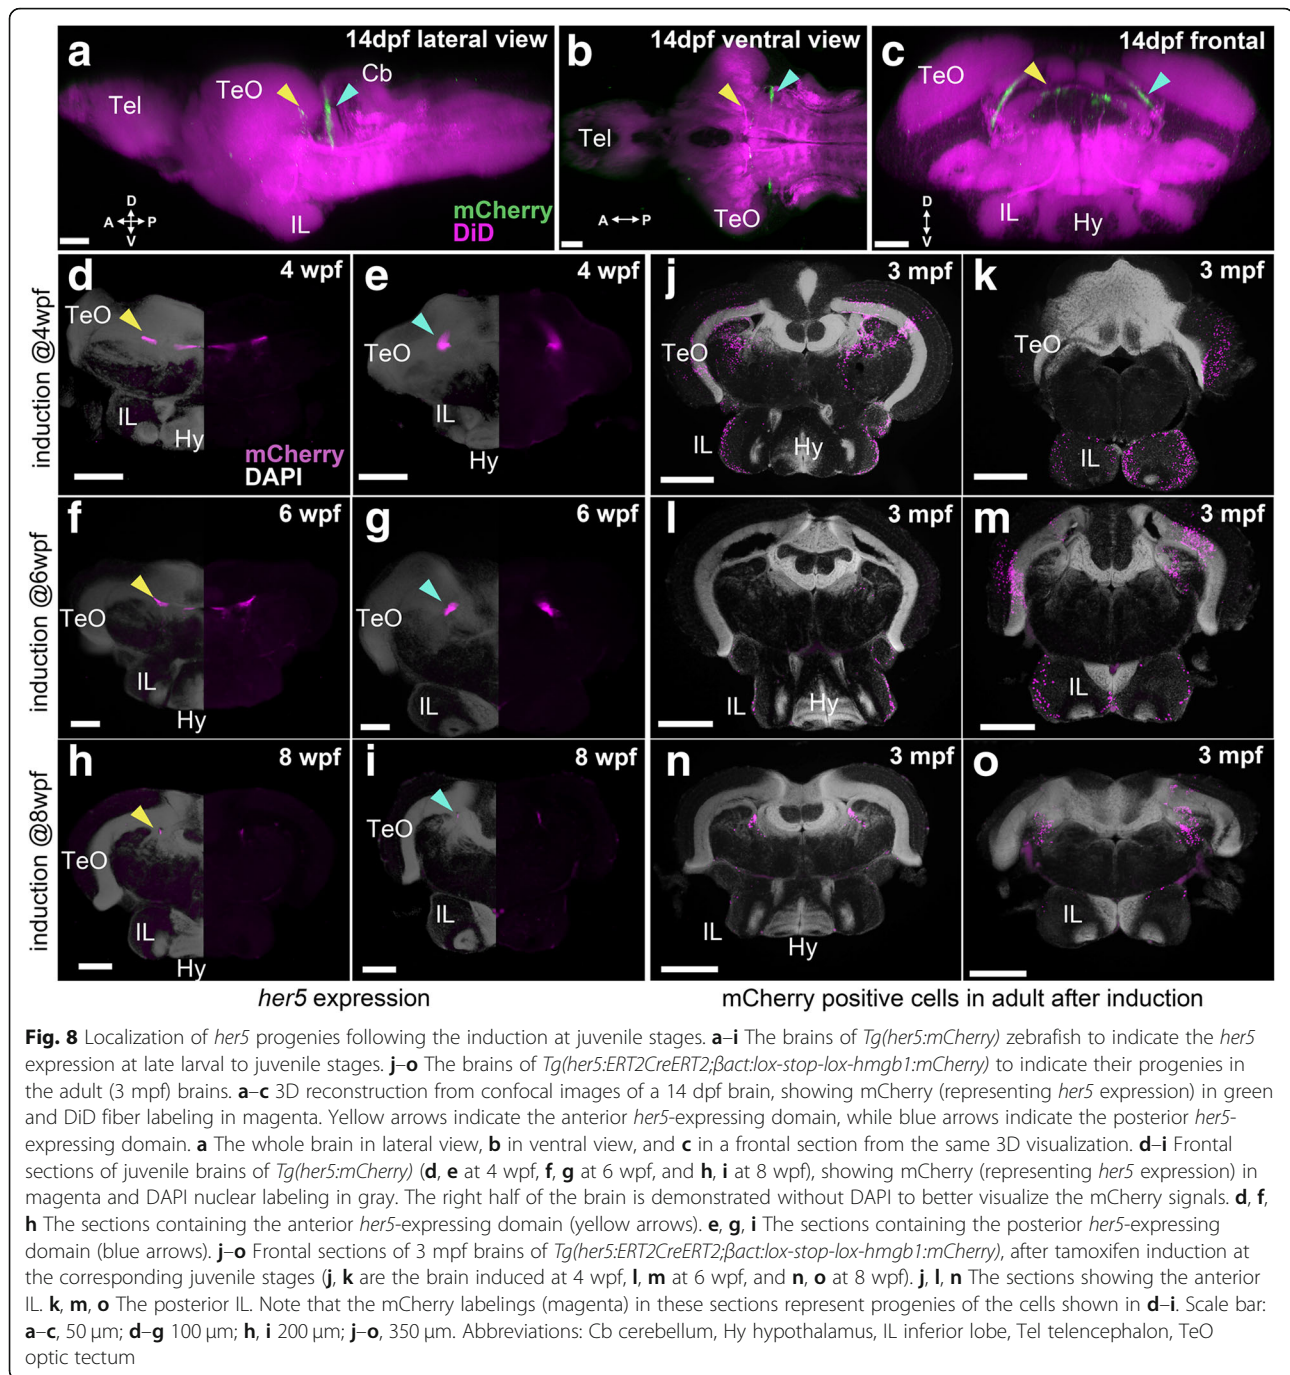 a
14dpf lateral view
Cb
TeO
Tel
IL
D
A P
V
mCherry
DiD
b
14dpf ventral view
Tel
TeO
A P
c
14dpf frontal
TeO
D
V
IL
Hy
induction @4wpf
d
4 wpf
TeO
IL
Hy
mCherry
DAPI
e
4 wpf
TeO
IL
Hy
j
3 mpf
TeO
IL
Hy
k
3 mpf
TeO
IL
induction @6wpf
f
6 wpf
TeO
IL
Hy
g
6 wpf
TeO
IL
l
3 mpf
IL
Hy
m
3 mpf
IL
induction @8wpf
h
8 wpf
TeO
IL
Hy
i
8 wpf
TeO
IL
n
3 mpf
IL
Hy
o
3 mpf
IL
her5 expression
mCherry positive cells in adult after induction
Fig. 8 Localization of her5 progenies following the induction at juvenile stages. a–i The brains of Tg(her5:mCherry) zebrafish to indicate the her5
expression at late larval to juvenile stages. j–o The brains of Tg(her5:ERT2CreERT2;βact:lox-stop-lox-hmgb1:mCherry) to indicate their progenies in
the adult (3 mpf) brains. a–c 3D reconstruction from confocal images of a 14 dpf brain, showing mCherry (representing her5 expression) in green
and DiD fiber labeling in magenta. Yellow arrows indicate the anterior her5-expressing domain, while blue arrows indicate the posterior her5-
expressing domain. a The whole brain in lateral view, b in ventral view, and c in a frontal section from the same 3D visualization. d–i Frontal
sections of juvenile brains of Tg(her5:mCherry) (d, e at 4 wpf, f, g at 6 wpf, and h, i at 8 wpf), showing mCherry (representing her5 expression) in
magenta and DAPI nuclear labeling in gray. The right half of the brain is demonstrated without DAPI to better visualize the mCherry signals. d, f,
h The sections containing the anterior her5-expressing domain (yellow arrows). e, g, i The sections containing the posterior her5-expressing
domain (blue arrows). j–o Frontal sections of 3 mpf brains of Tg(her5:ERT2CreERT2;βact:lox-stop-lox-hmgb1:mCherry), after tamoxifen induction at
the corresponding juvenile stages (j, k are the brain induced at 4 wpf, l, m at 6 wpf, and n, o at 8 wpf). j, l, n The sections showing the anterior
IL. k, m, o The posterior IL. Note that the mCherry labelings (magenta) in these sections represent progenies of the cells shown in d–i. Scale bar:
a–c, 50 μm; d–g 100 μm; h, i 200 μm; j–o, 350 μm. Abbreviations: Cb cerebellum, Hy hypothalamus, IL inferior lobe, Tel telencephalon, TeO
optic tectum